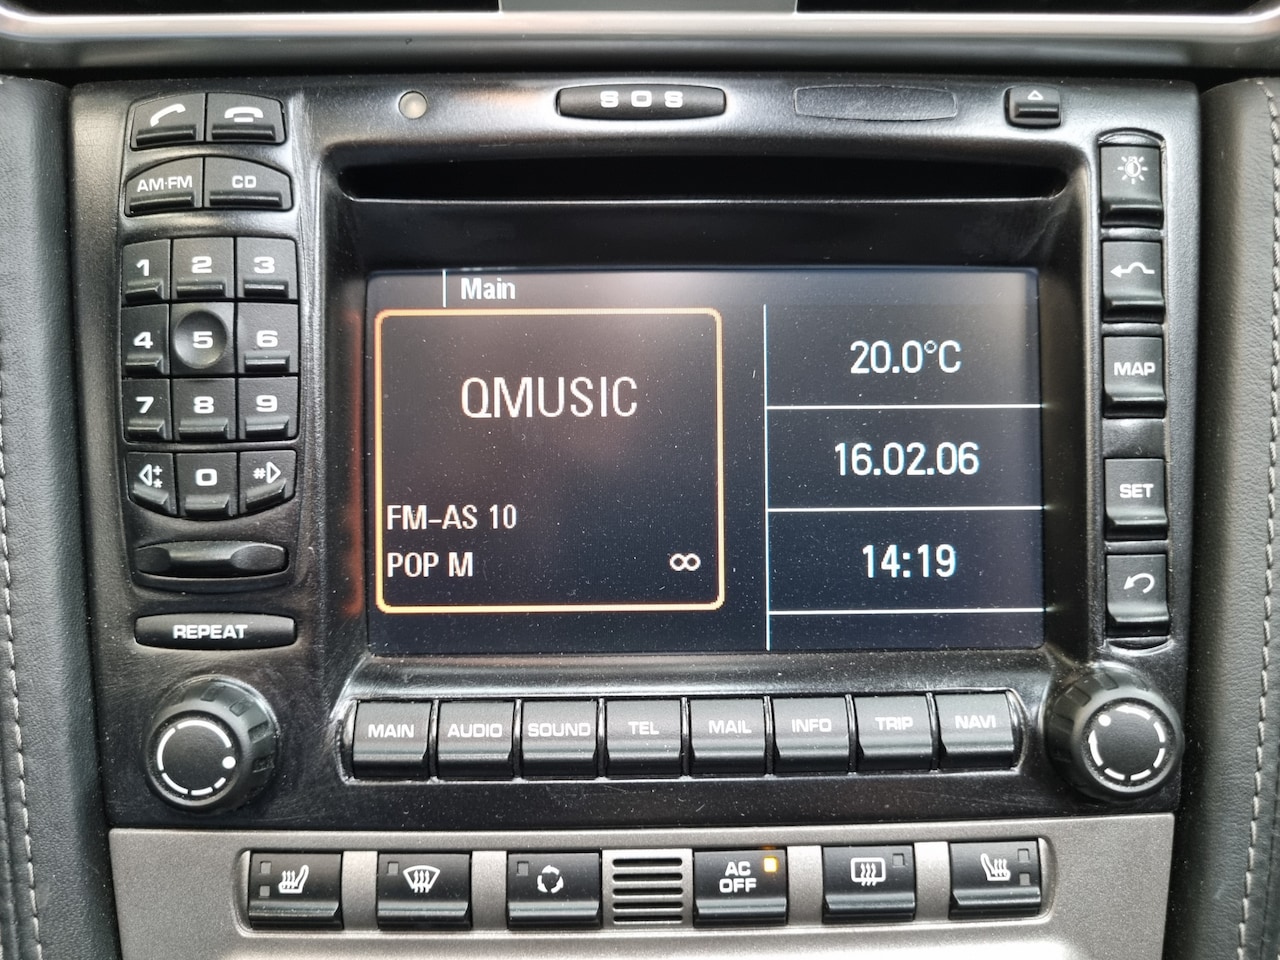 SOS
AM·FM CD
1 2 3
4 5 6
7 8 9
* 0 #
REPEAT
Main
QMUSIC
FM-AS 10
POP M ∞
20.0°C
16.02.06
14:19
MAP
SET
MAIN AUDIO SOUND TEL MAIL INFO TRIP NAVI
AC
OFF